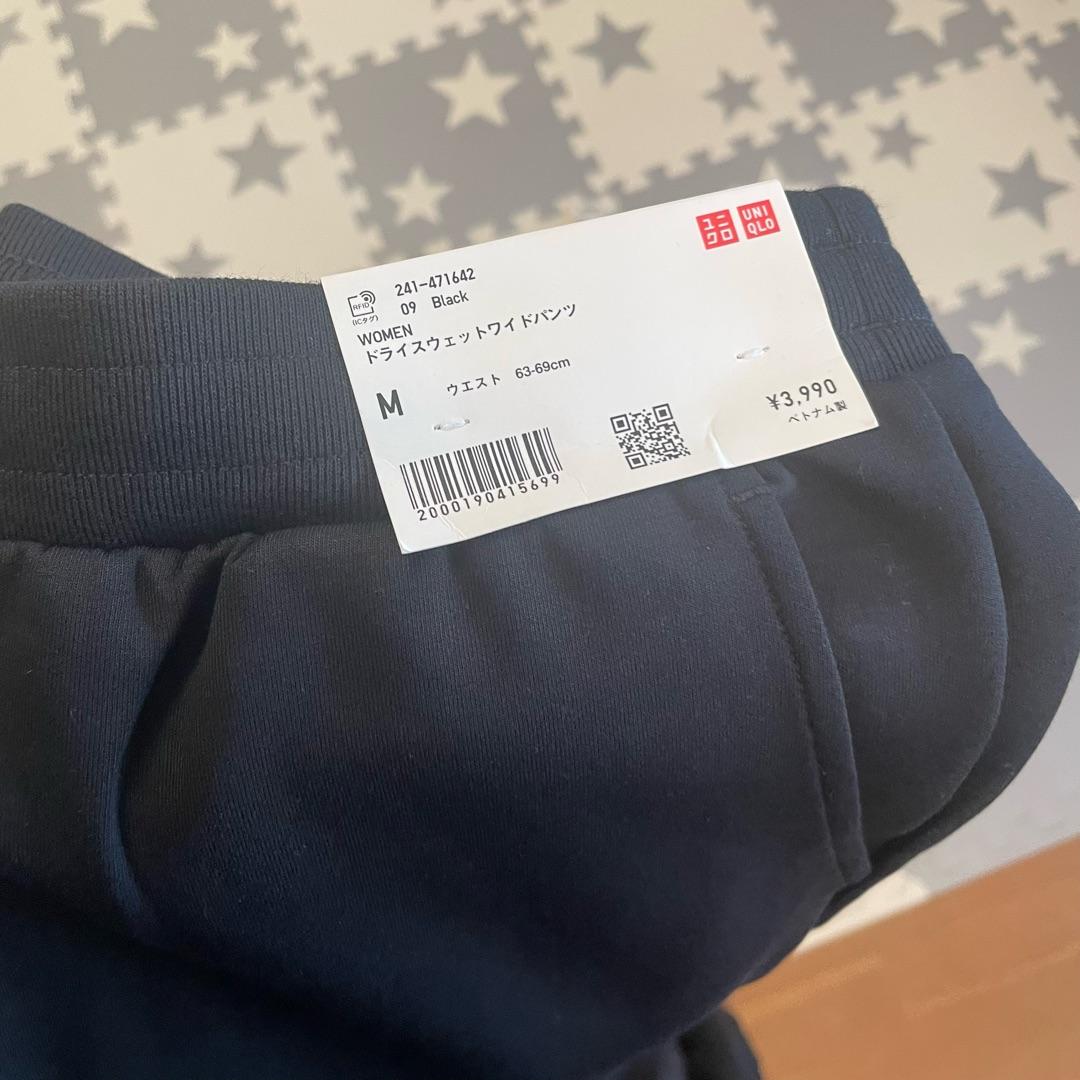 ユニクロ UNIQLO
241-471642
RFID 09 Black
(ICタグ)
WOMEN
ドライスウェットワイドパンツ
M ウエスト 63-69cm
¥3,990
ベトナム製
2000190415699